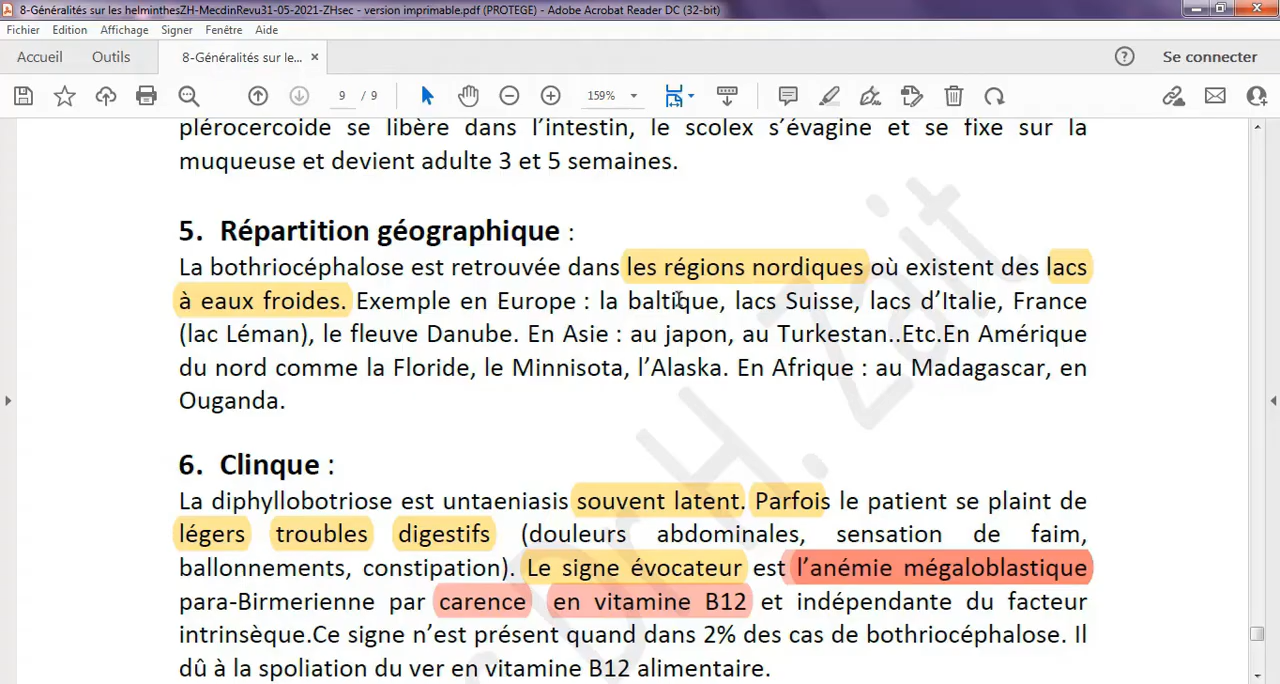 8-Généralités sur les helminthesZH-MecdinRevu31-05-2021-ZHsec - version imprimable.pdf (PROTEGE) - Adobe Acrobat Reader DC (32-bit)
Fichier Edition Affichage Signer Fenêtre Aide
Accueil Outils 8-Généralités sur le... × Se connecter
9 / 9 159%
plérocercoide se libère dans l’intestin, le scolex s’évagine et se fixe sur la
muqueuse et devient adulte 3 et 5 semaines.
5. Répartition géographique :
La bothriocéphalose est retrouvée dans les régions nordiques où existent des lacs
à eaux froides. Exemple en Europe : la baltique, lacs Suisse, lacs d’Italie, France
(lac Léman), le fleuve Danube. En Asie : au japon, au Turkestan..Etc.En Amérique
du nord comme la Floride, le Minnisota, l’Alaska. En Afrique : au Madagascar, en
Ouganda.
6. Clinque :
La diphyllobotriose est untaeniasis souvent latent. Parfois le patient se plaint de
légers troubles digestifs (douleurs abdominales, sensation de faim,
ballonnements, constipation). Le signe évocateur est l’anémie mégaloblastique
para-Birmerienne par carence en vitamine B12 et indépendante du facteur
intrinsèque.Ce signe n’est présent quand dans 2% des cas de bothriocéphalose. Il
dû à la spoliation du ver en vitamine B12 alimentaire.
Dr H. Zait